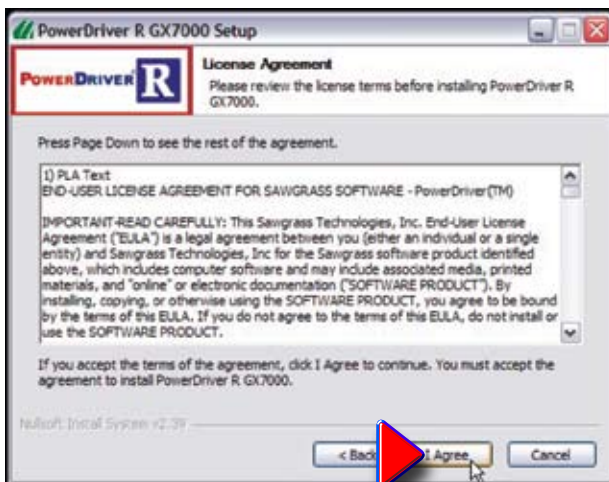 PowerDriver R GX7000 Setup
POWERDRIVER R
License Agreement
Please review the license terms before installing PowerDriver R
GX7000.
Press Page Down to see the rest of the agreement.
1) PLA Text
END-USER LICENSE AGREEMENT FOR SAWGRASS SOFTWARE - PowerDriver(TM)
IMPORTANT-READ CAREFULLY: This Sawgrass Technologies, Inc. End-User License
Agreement ("EULA") is a legal agreement between you (either an individual or a single
entity) and Sawgrass Technologies, Inc for the Sawgrass software product identified
above, which includes computer software and may include associated media, printed
materials, and "online" or electronic documentation ("SOFTWARE PRODUCT"). By
installing, copying, or otherwise using the SOFTWARE PRODUCT, you agree to be bound
by the terms of this EULA. If you do not agree to the terms of this EULA, do not install or
use the SOFTWARE PRODUCT.
If you accept the terms of the agreement, click I Agree to continue. You must accept the
agreement to install PowerDriver R GX7000.
Nullsoft Install System v2.39
< Back I Agree Cancel